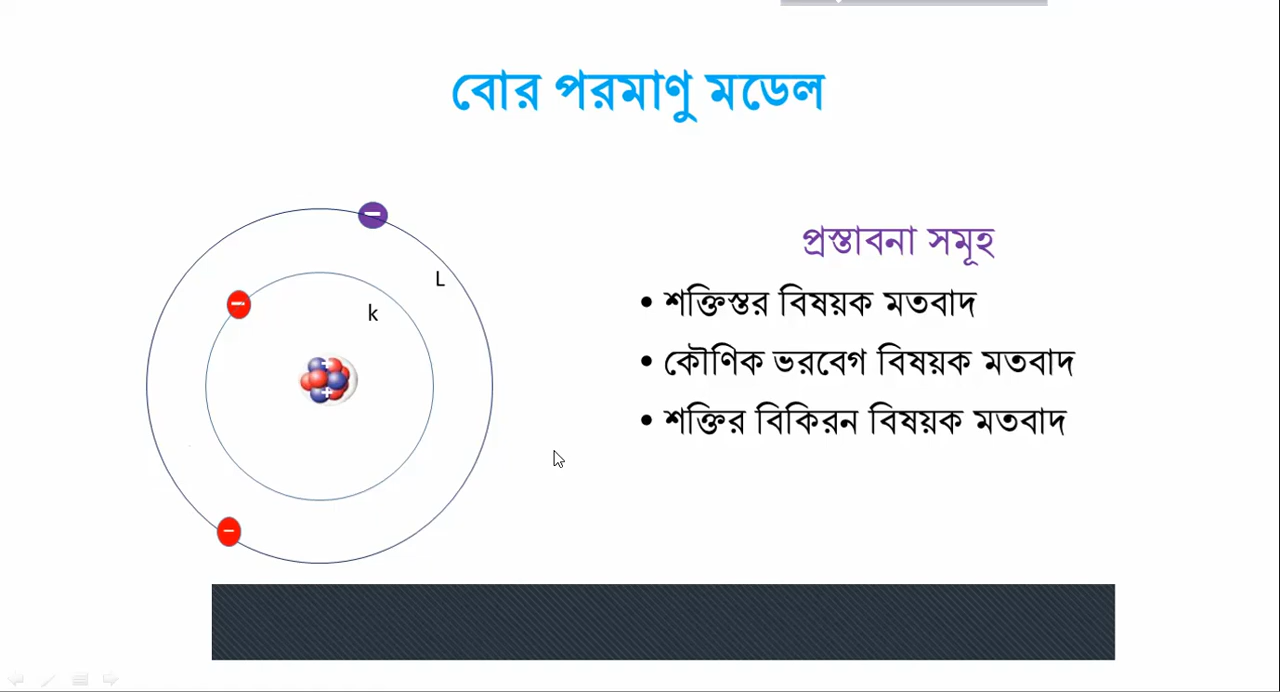 বোর পরমাণু মডেল
প্রস্তাবনা সমূহ
• শক্তিস্তর বিষয়ক মতবাদ
• কৌণিক ভরবেগ বিষয়ক মতবাদ
• শক্তির বিকিরন বিষয়ক মতবাদ
L
k